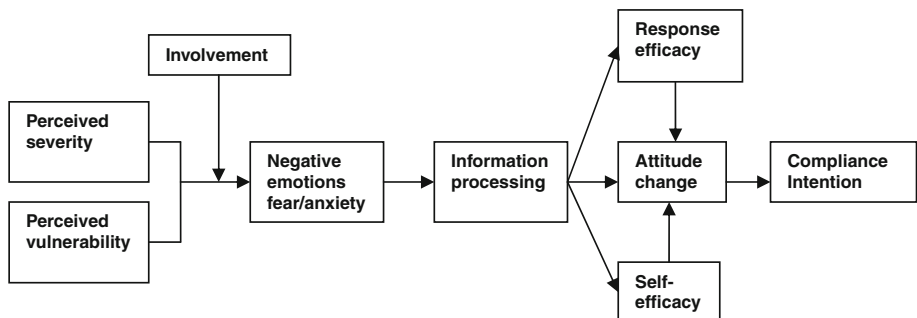 Involvement
Perceived
severity
Perceived
vulnerability
Negative
emotions
fear/anxiety
Information
processing
Response
efficacy
Attitude
change
Self-
efficacy
Compliance
Intention